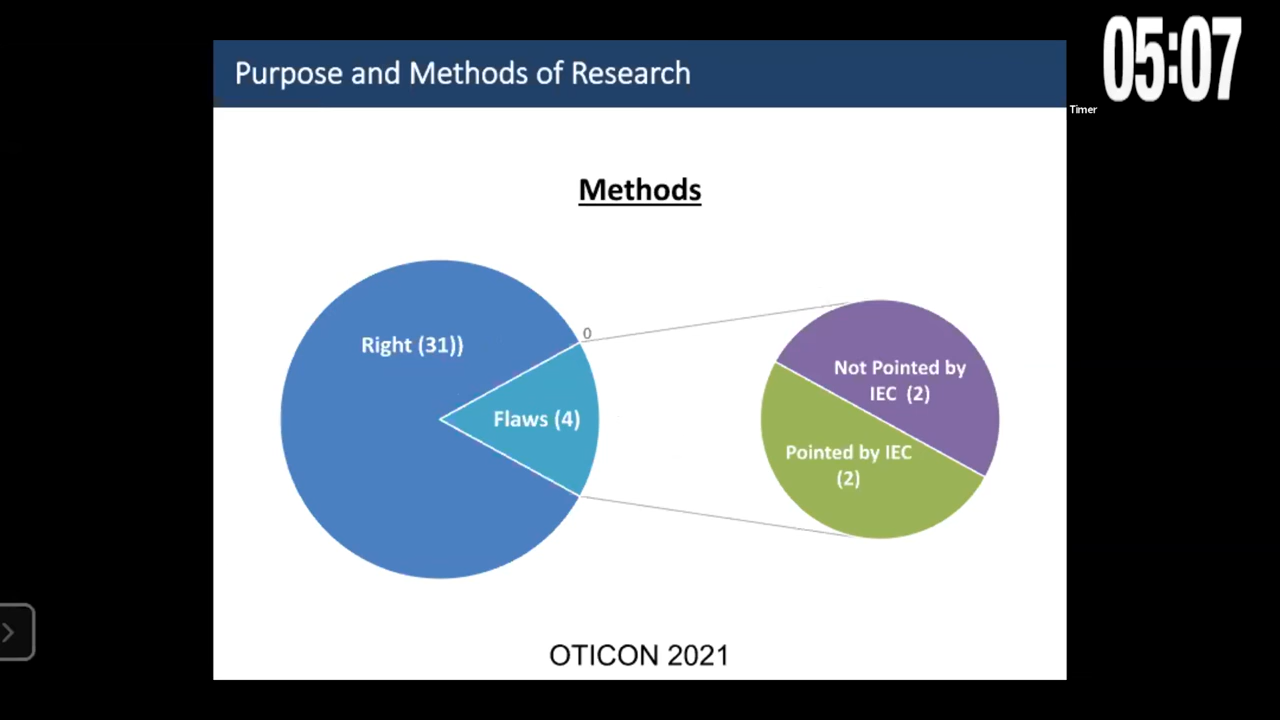 05:07
Purpose and Methods of Research
Timer
Methods
0
Right (31))
Not Pointed by
IEC (2)
Flaws (4)
Pointed by IEC
(2)
OTICON 2021